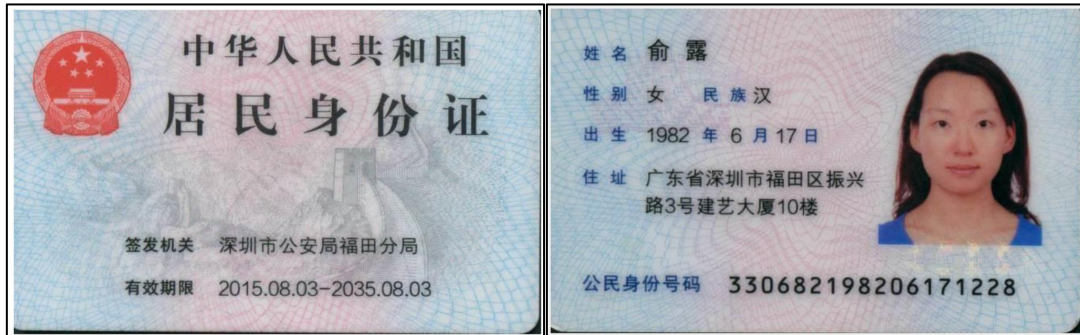 中华人民共和国
居民身份证
签发机关 深圳市公安局福田分局
有效期限 2015.08.03-2035.08.03
姓名 俞露
性别 女 民族 汉
出生 1982 年 6 月 17 日
住址 广东省深圳市福田区振兴
路3号建艺大厦10楼
公民身份号码 330682198206171228